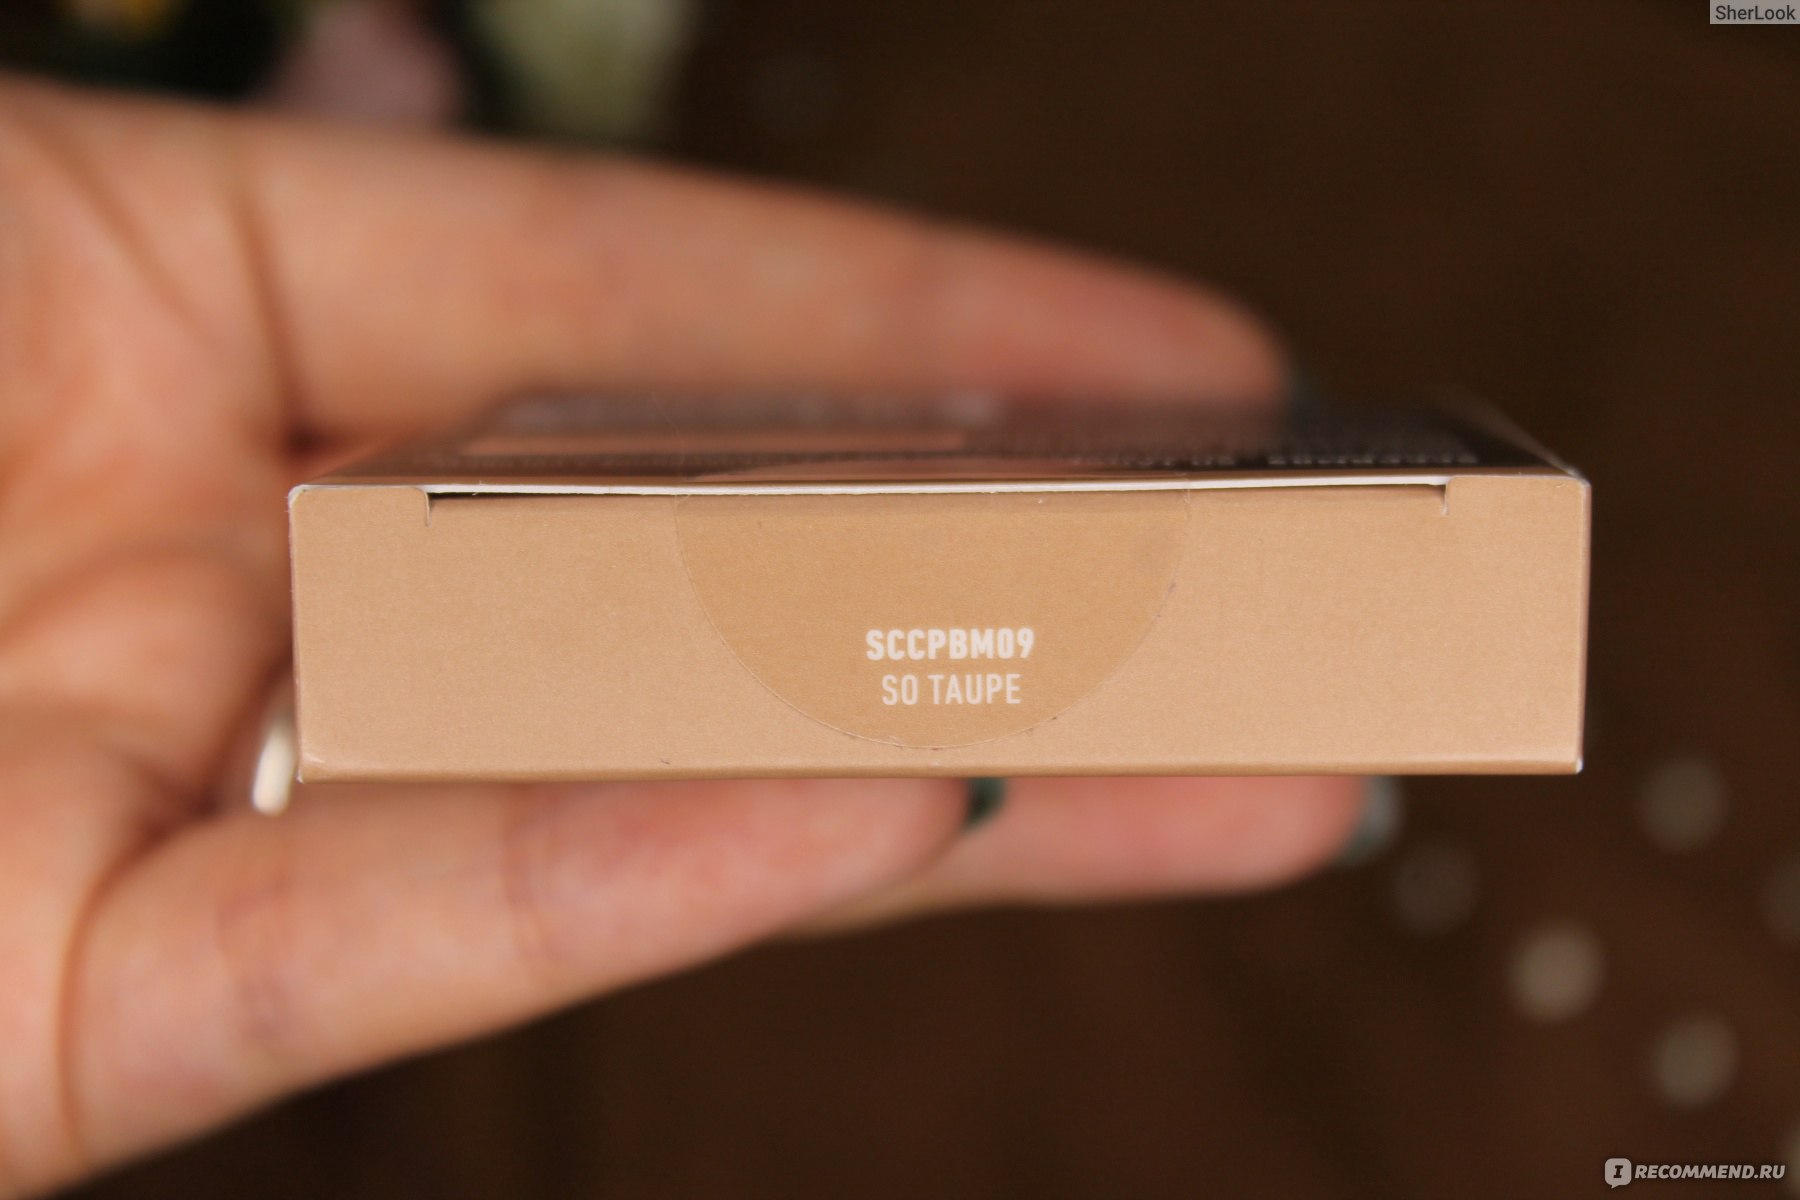 SherLook
SCCPBM09
SO TAUPE
IRECOMMEND.RU